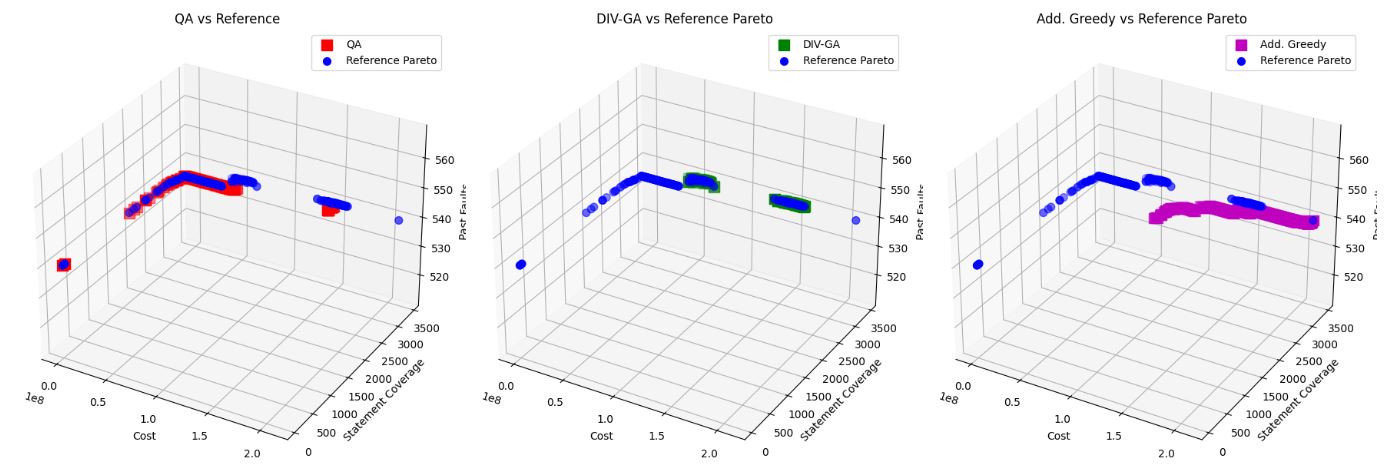 QA vs Reference
QA
Reference Pareto
560
550
540
530
520
Past Faults
3500
3000
2500
2000
1500
1000
500
0
Statement Coverage
0.0
0.5
1.0
1.5
2.0
1e8
Cost
DIV-GA vs Reference Pareto
DIV-GA
Reference Pareto
560
550
540
530
520
Past Faults
3500
3000
2500
2000
1500
1000
500
0
Statement Coverage
0.0
0.5
1.0
1.5
2.0
1e8
Cost
Add. Greedy vs Reference Pareto
Add. Greedy
Reference Pareto
560
550
540
530
520
3500
3000
2500
2000
1500
1000
500
0
Statement Coverage
0.0
0.5
1.0
1.5
2.0
1e8
Cost